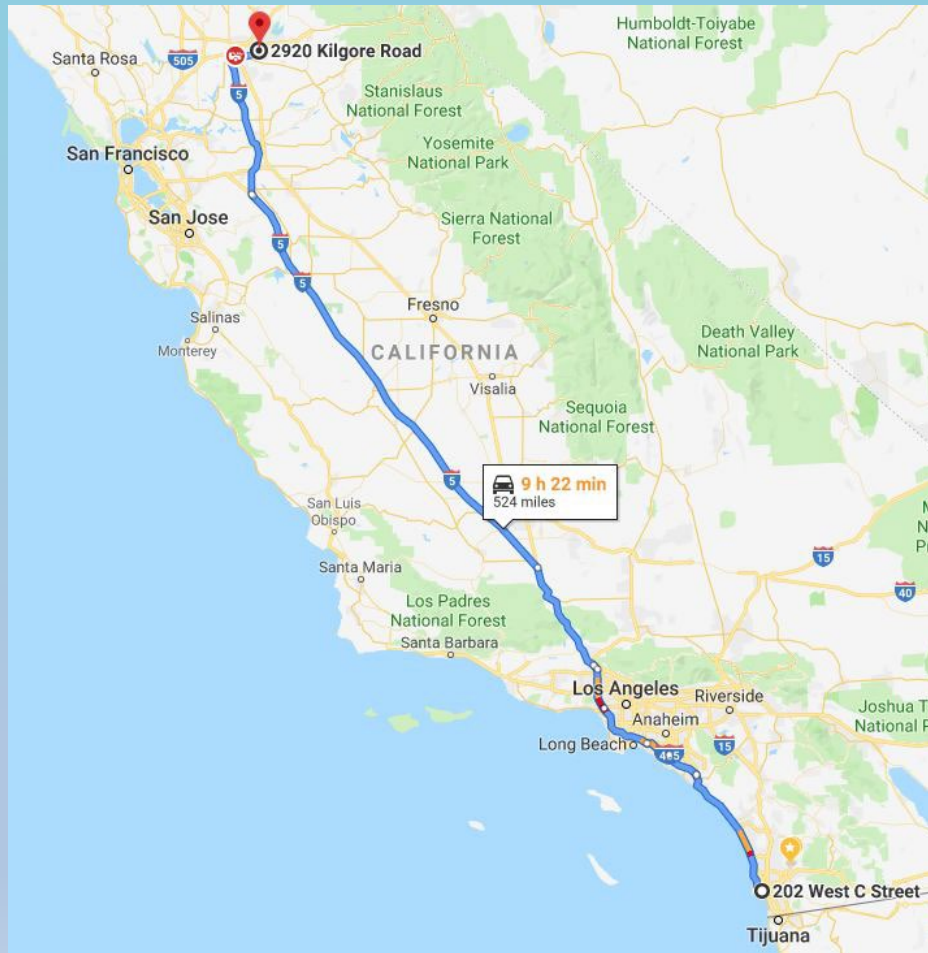 Humboldt-Toiyabe
National Forest
2920 Kilgore Road
Santa Rosa
505
5
Stanislaus
National Forest
San Francisco
Yosemite
National Park
San Jose
Sierra National
Forest
5
5
Salinas
Fresno
Monterey
CALIFORNIA
Death Valley
National Park
Visalia
Sequoia
National Forest
5
9 h 22 min
524 miles
San Luis
Obispo
15
Santa Maria
40
Los Padres
National Forest
Santa Barbara
Los Angeles
Riverside
Anaheim
Joshua T
National P
Long Beach
405
15
202 West C Street
Tijuana